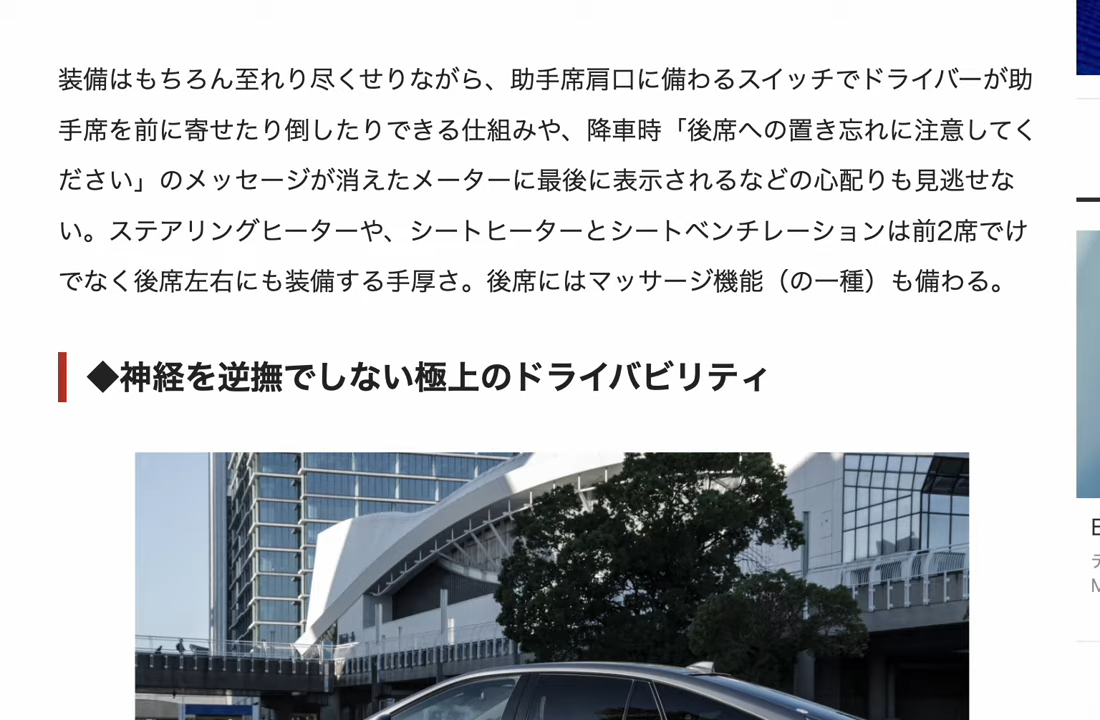 装備はもちろん至れり尽くせりながら、助手席肩口に備わるスイッチでドライバーが助
手席を前に寄せたり倒したりできる仕組みや、降車時「後席への置き忘れに注意してく
ださい」のメッセージが消えたメーターに最後に表示されるなどの心配りも見逃せな
い。ステアリングヒーターや、シートヒーターとシートベンチレーションは前2席でけ
でなく後席左右にも装備する手厚さ。後席にはマッサージ機能（の一種）も備わる。
◆神経を逆撫でしない極上のドライバビリティ